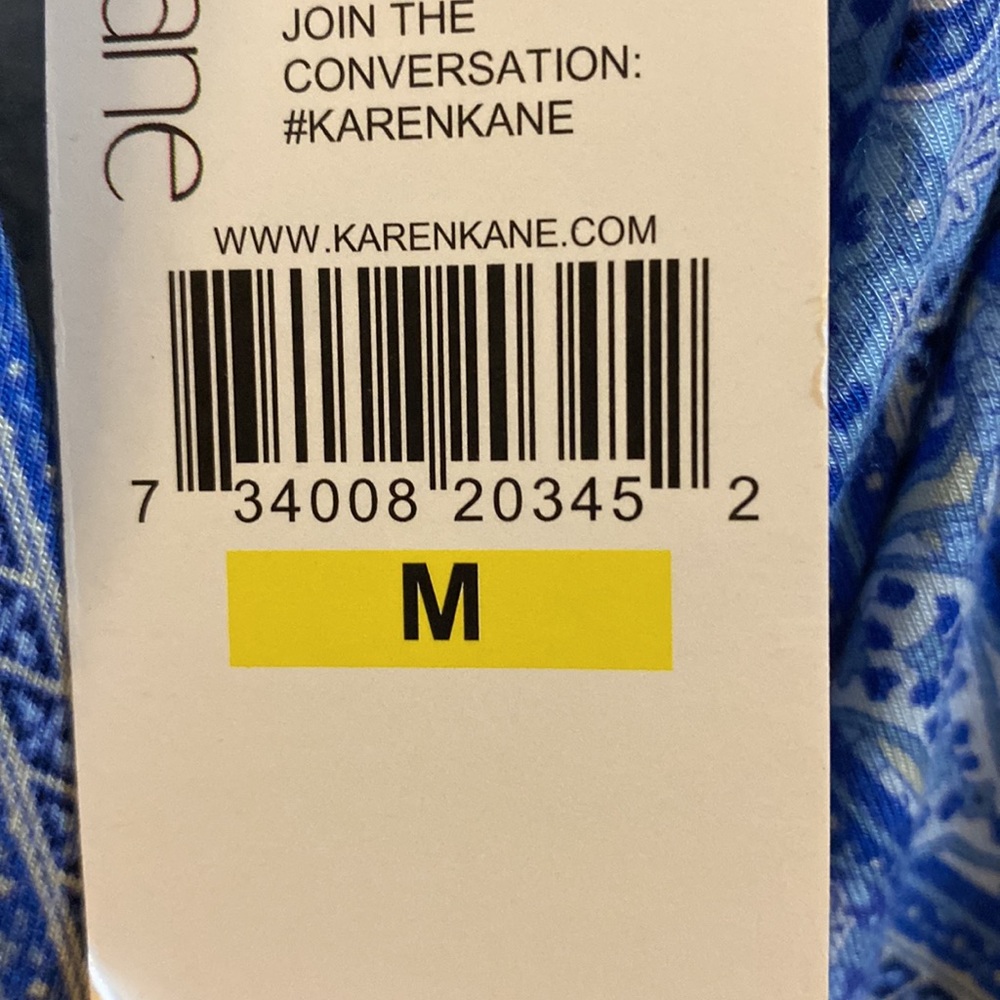 ane
JOIN THE
CONVERSATION:
#KARENKANE
WWW.KARENKANE.COM
7 34008 20345 2
M